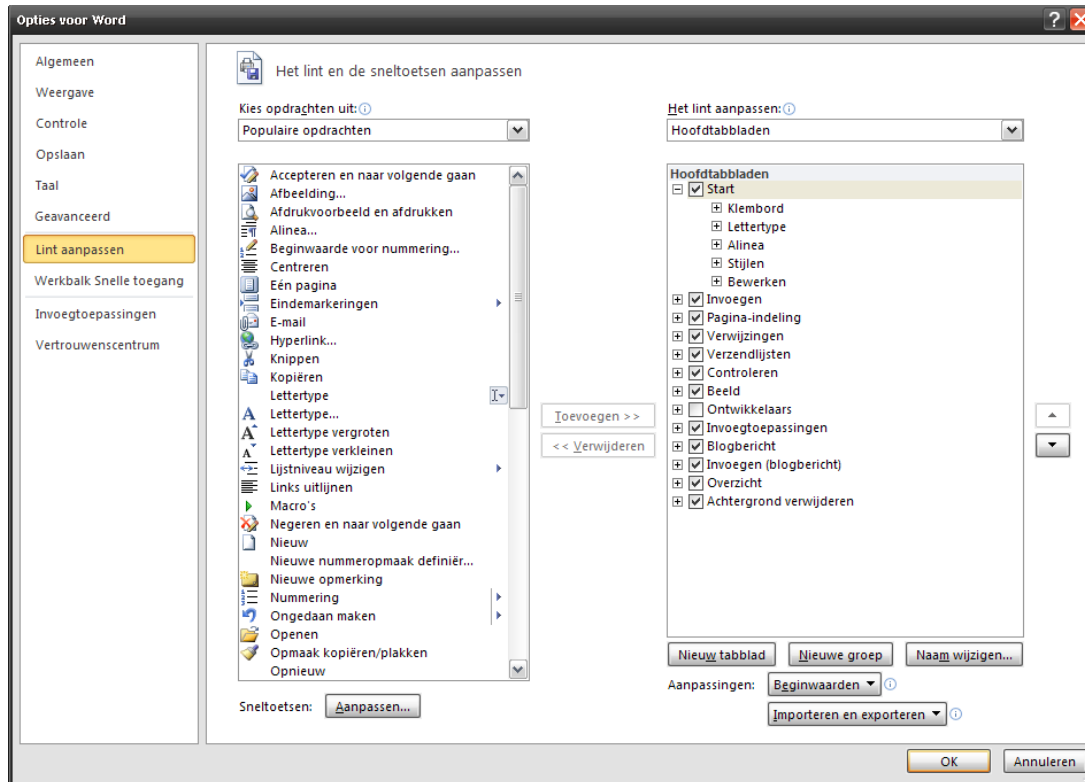 Opties voor Word
?
Algemeen
Weergave
Controle
Opslaan
Taal
Geavanceerd
Lint aanpassen
Werkbalk Snelle toegang
Invoegtoepassingen
Vertrouwenscentrum
Het lint en de sneltoetsen aanpassen
Kies opdrachten uit:
Populaire opdrachten
Accepteren en naar volgende gaan
Afbeelding...
Afdrukvoorbeeld en afdrukken
Alinea...
Beginwaarde voor nummering...
Centreren
Eén pagina
Eindemarkeringen
E-mail
Hyperlink...
Knippen
Kopiëren
Lettertype
Lettertype...
Lettertype vergroten
Lettertype verkleinen
Lijstniveau wijzigen
Links uitlijnen
Macro's
Negeren en naar volgende gaan
Nieuw
Nieuwe nummeropmaak definiër...
Nieuwe opmerking
Nummering
Ongedaan maken
Openen
Opmaak kopiëren/plakken
Opnieuw
Sneltoetsen: Aanpassen...
Toevoegen >>
<< Verwijderen
Het lint aanpassen:
Hoofdtabbladen
Hoofdtabbladen
Start
Klembord
Lettertype
Alinea
Stijlen
Bewerken
Invoegen
Pagina-indeling
Verwijzingen
Verzendlijsten
Controleren
Beeld
Ontwikkelaars
Invoegtoepassingen
Blogbericht
Invoegen (blogbericht)
Overzicht
Achtergrond verwijderen
Nieuw tabblad Nieuwe groep Naam wijzigen...
Aanpassingen: Beginwaarden
Importeren en exporteren
OK Annuleren